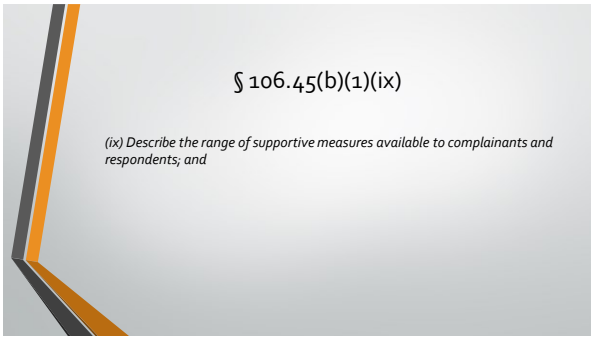 § 106.45(b)(1)(ix)
(ix) Describe the range of supportive measures available to complainants and
respondents; and